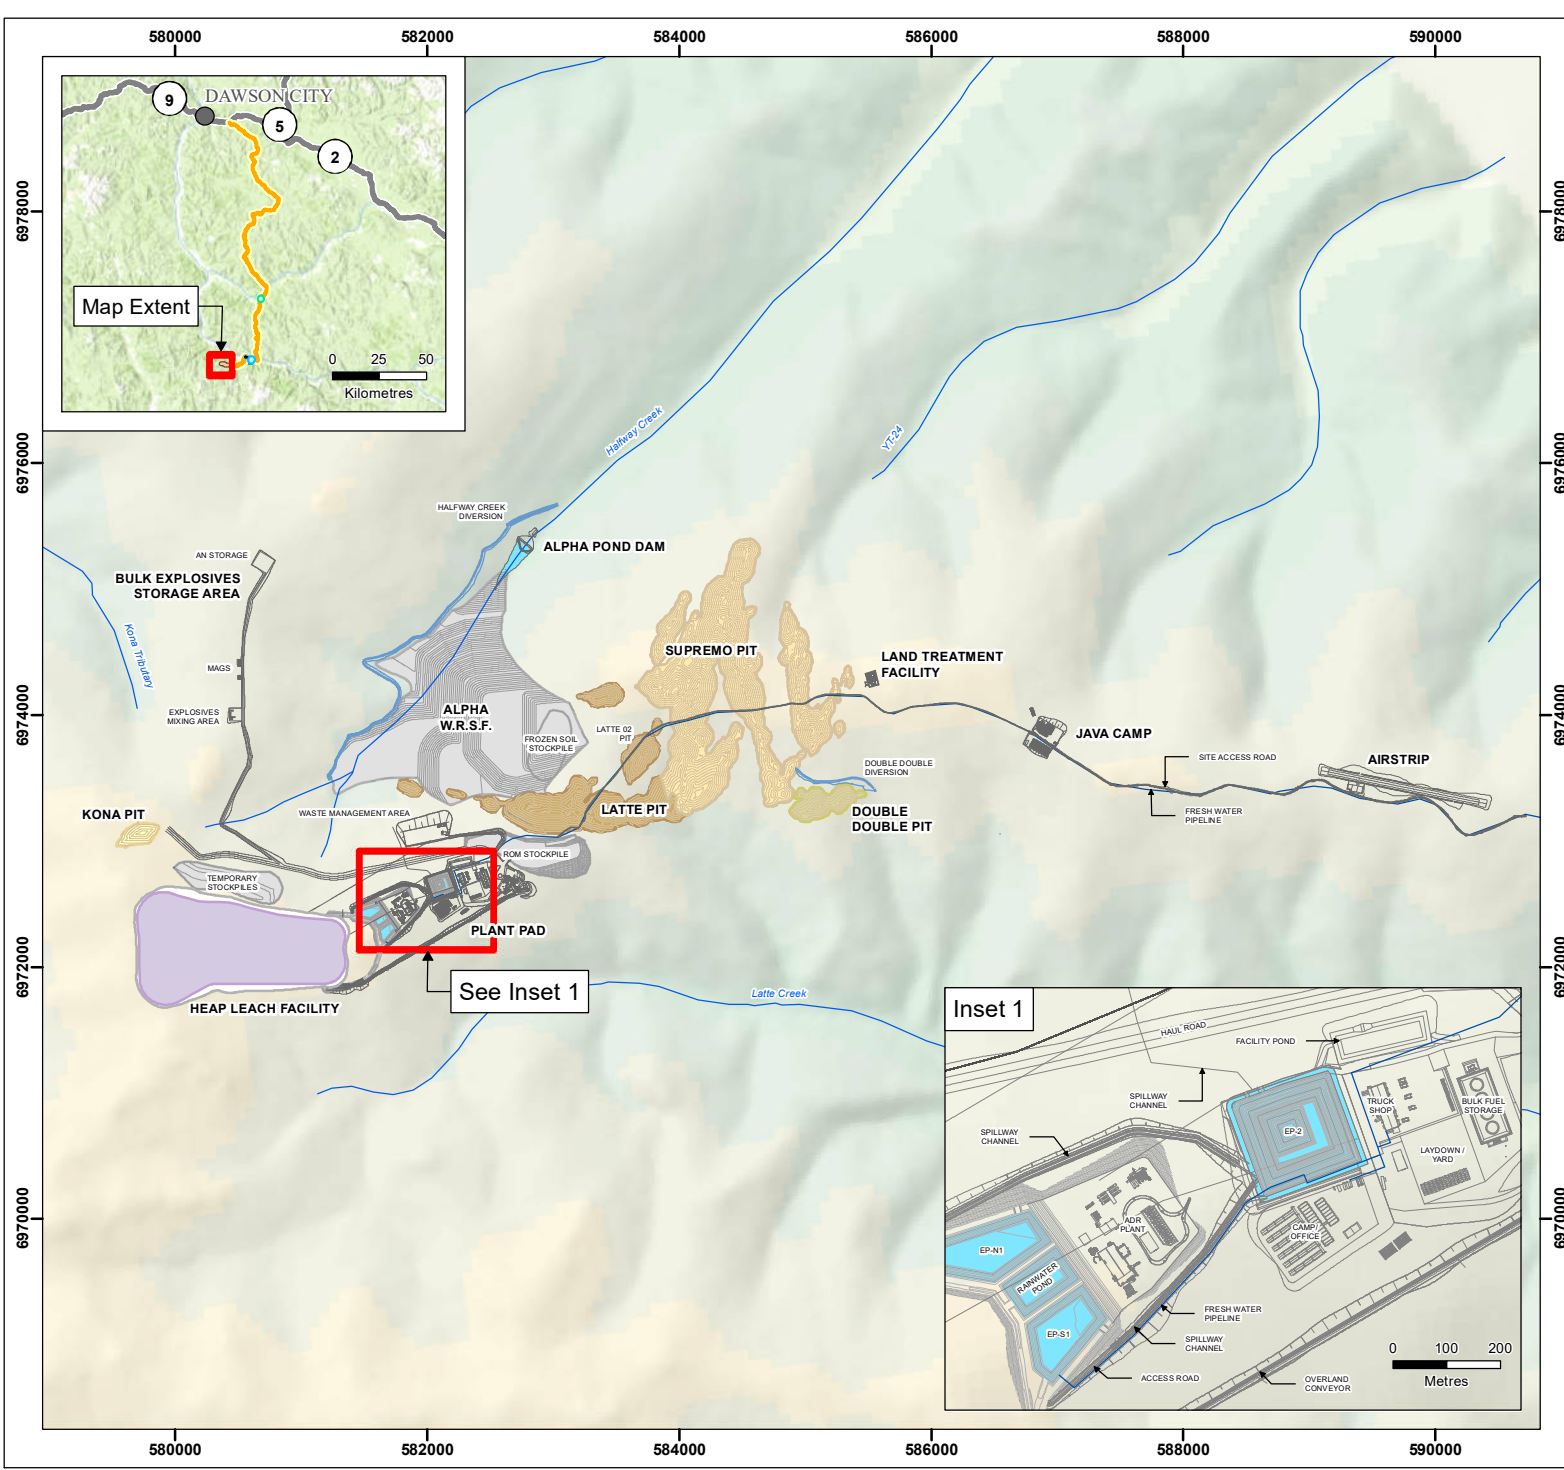 580000
582000
584000
586000
588000
590000
6978000
6976000
6974000
6972000
6970000
6978000
6976000
6974000
6972000
6970000
9
DAWSON CITY
5
2
Map Extent
0 25 50
Kilometres
Halfway Creek
YT-24
HALFWAY CREEK
DIVERSION
ALPHA POND DAM
AN STORAGE
BULK EXPLOSIVES
STORAGE AREA
Kona Tributary
MAGS
EXPLOSIVES
MIXING AREA
SUPREMO PIT
LAND TREATMENT
FACILITY
ALPHA
W.R.S.F.
FROZEN SOIL
STOCKPILE
LATTE 02
PIT
JAVA CAMP
SITE ACCESS ROAD
AIRSTRIP
DOUBLE DOUBLE
DIVERSION
FRESH WATER
PIPELINE
KONA PIT
WASTE MANAGEMENT AREA
LATTE PIT
DOUBLE
DOUBLE PIT
ROM STOCKPILE
TEMPORARY
STOCKPILES
PLANT PAD
HEAP LEACH FACILITY
See Inset 1
Latte Creek
Inset 1
HAUL ROAD
FACILITY POND
SPILLWAY
CHANNEL
TRUCK
SHOP
BULK FUEL
STORAGE
SPILLWAY
CHANNEL
EP-2
LAYDOWN /
YARD
ADR
PLANT
CAMP/
OFFICE
EP-N1
RAINWATER
POND
EP-S1
FRESH WATER
PIPELINE
SPILLWAY
CHANNEL
ACCESS ROAD
OVERLAND
CONVEYOR
0 100 200
Metres
580000
582000
584000
586000
588000
590000